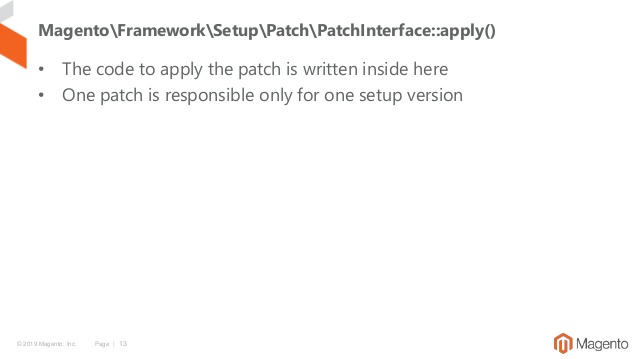 Magento\Framework\Setup\Patch\PatchInterface::apply()
• The code to apply the patch is written inside here
• One patch is responsible only for one setup version
© 2019 Magento, Inc. Page | 13
Magento